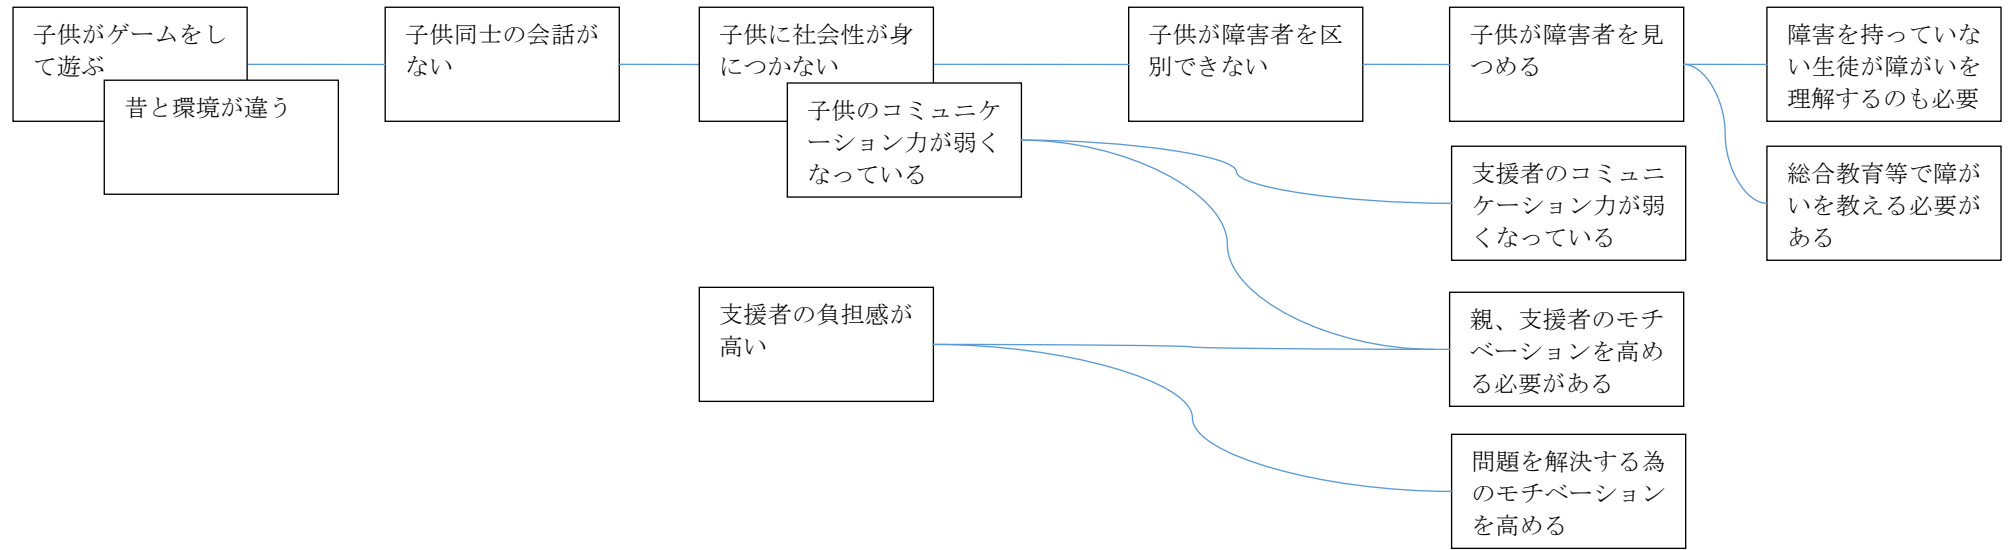 子供がゲームをし
て遊ぶ
昔と環境が違う
子供同士の会話が
ない
子供に社会性が身
につかない
子供のコミュニケ
ーション力が弱く
なっている
子供が障害者を区
別できない
子供が障害者を見
つめる
障害を持っていな
い生徒が障がいを
理解するのも必要
支援者のコミュニ
ケーション力が弱
くなっている
総合教育等で障が
いを教える必要が
ある
支援者の負担感が
高い
親、支援者のモチ
ベーションを高め
る必要がある
問題を解決する為
のモチベーション
を高める